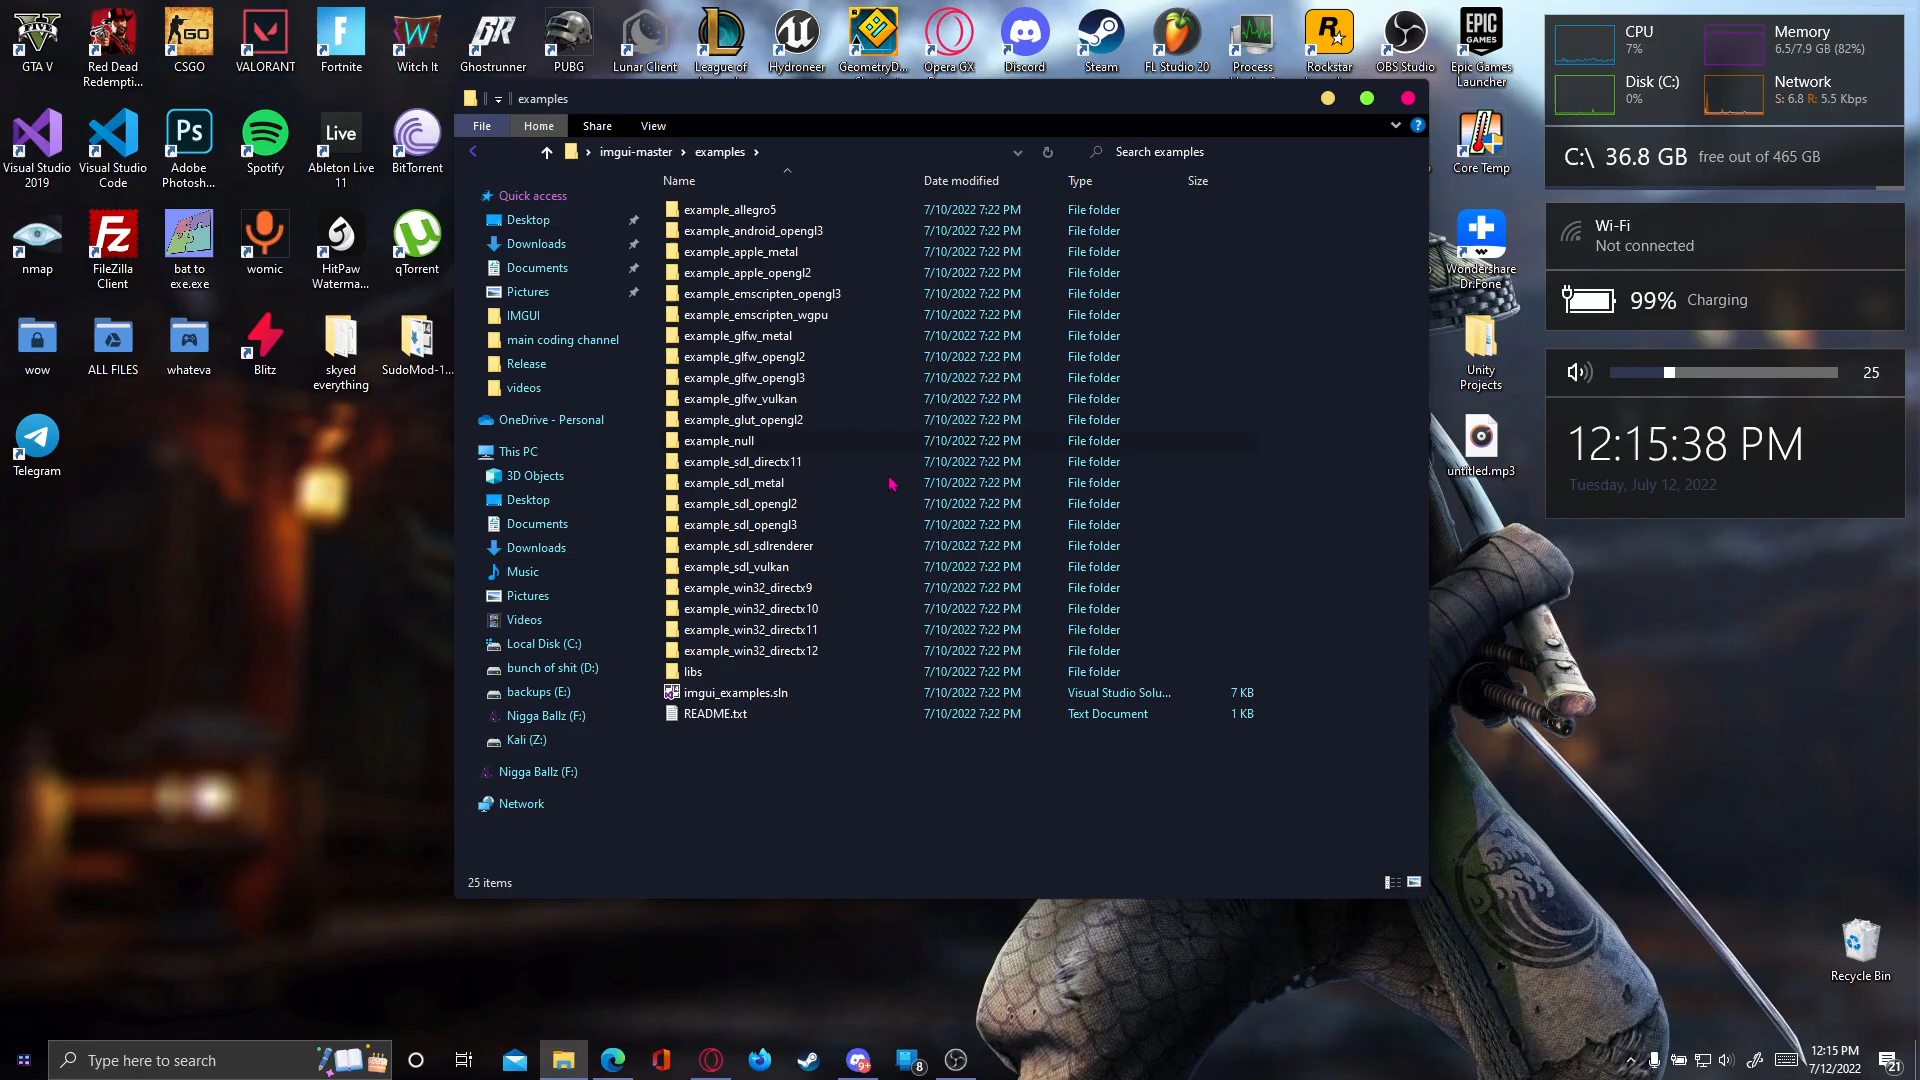 GTA V
Red Dead
Redempti...
CSGO
VALORANT
Fortnite
Witch It
Ghostrunner
PUBG
Lunar Client
League of
Hydroneer
GeometryD...
Opera GX
Discord
Steam
FL Studio 20
Process
Rockstar
OBS Studio
Epic Games
Launcher
Visual Studio
2019
Visual Studio
Code
Adobe
Photosh...
Spotify
Ableton Live
11
BitTorrent
Core Temp
nmap
FileZilla
Client
bat to
exe.exe
womic
HitPaw
Waterma...
qTorrent
Wondershare
Dr.Fone
wow
ALL FILES
whateva
Blitz
skyed
everything
SudoMod-1...
Unity
Projects
Telegram
untitled.mp3
Recycle Bin
examples
File
Home
Share
View
imgui-master
examples
Search examples
Name
Date modified
Type
Size
Quick access
Desktop
Downloads
Documents
Pictures
IMGUI
main coding channel
Release
videos
OneDrive - Personal
This PC
3D Objects
Desktop
Documents
Downloads
Music
Pictures
Videos
Local Disk (C:)
bunch of shit (D:)
backups (E:)
Nigga Ballz (F:)
Kali (Z:)
Nigga Ballz (F:)
Network
example_allegro5 7/10/2022 7:22 PM File folder
example_android_opengl3 7/10/2022 7:22 PM File folder
example_apple_metal 7/10/2022 7:22 PM File folder
example_apple_opengl2 7/10/2022 7:22 PM File folder
example_emscripten_opengl3 7/10/2022 7:22 PM File folder
example_emscripten_wgpu 7/10/2022 7:22 PM File folder
example_glfw_metal 7/10/2022 7:22 PM File folder
example_glfw_opengl2 7/10/2022 7:22 PM File folder
example_glfw_opengl3 7/10/2022 7:22 PM File folder
example_glfw_vulkan 7/10/2022 7:22 PM File folder
example_glut_opengl2 7/10/2022 7:22 PM File folder
example_null 7/10/2022 7:22 PM File folder
example_sdl_directx11 7/10/2022 7:22 PM File folder
example_sdl_metal 7/10/2022 7:22 PM File folder
example_sdl_opengl2 7/10/2022 7:22 PM File folder
example_sdl_opengl3 7/10/2022 7:22 PM File folder
example_sdl_sdlrenderer 7/10/2022 7:22 PM File folder
example_sdl_vulkan 7/10/2022 7:22 PM File folder
example_win32_directx9 7/10/2022 7:22 PM File folder
example_win32_directx10 7/10/2022 7:22 PM File folder
example_win32_directx11 7/10/2022 7:22 PM File folder
example_win32_directx12 7/10/2022 7:22 PM File folder
libs 7/10/2022 7:22 PM File folder
imgui_examples.sln 7/10/2022 7:22 PM Visual Studio Solu... 7 KB
README.txt 7/10/2022 7:22 PM Text Document 1 KB
25 items
CPU
7%
Memory
6.5/7.9 GB (82%)
Disk (C:)
0%
Network
S: 6.8 R: 5.5 Kbps
C:\ 36.8 GB free out of 465 GB
Wi-Fi
Not connected
99% Charging
25
12:15:38 PM
Tuesday, July 12, 2022
Type here to search
9+
8
12:15 PM
7/12/2022
21